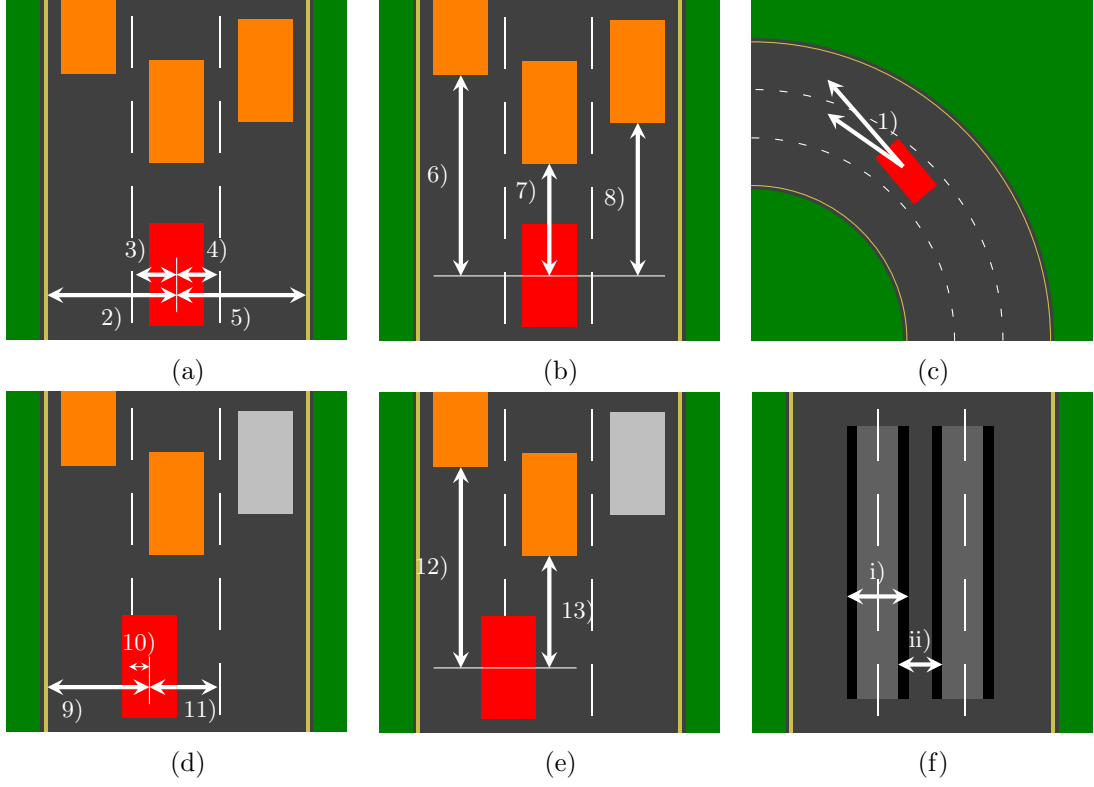 3) 4)
2) 5)
(a)
6) 7) 8)
(b)
1)
(c)
10)
9) 11)
(d)
12)
13)
(e)
i)
ii)
(f)